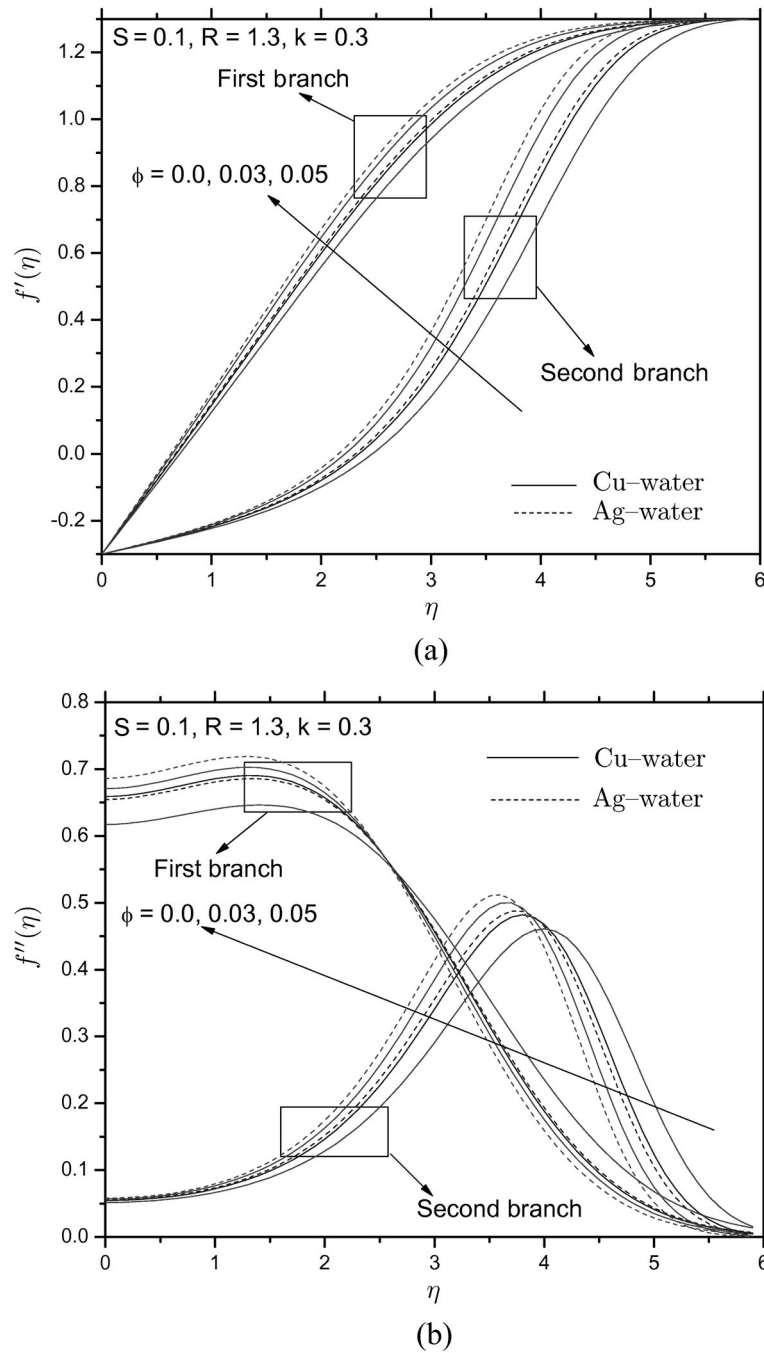 S = 0.1, R = 1.3, k = 0.3
First branch
ϕ = 0.0, 0.03, 0.05
Second branch
Cu–water
Ag–water
1.2
1.0
0.8
0.6
0.4
0.2
0.0
-0.2
f′(η)
0 1 2 3 4 5 6
η
(a)
0.8
0.7
0.6
0.5
0.4
0.3
0.2
0.1
0.0
f″(η)
S = 0.1, R = 1.3, k = 0.3
Cu–water
Ag–water
First branch
ϕ = 0.0, 0.03, 0.05
Second branch
0 1 2 3 4 5 6
η
(b)